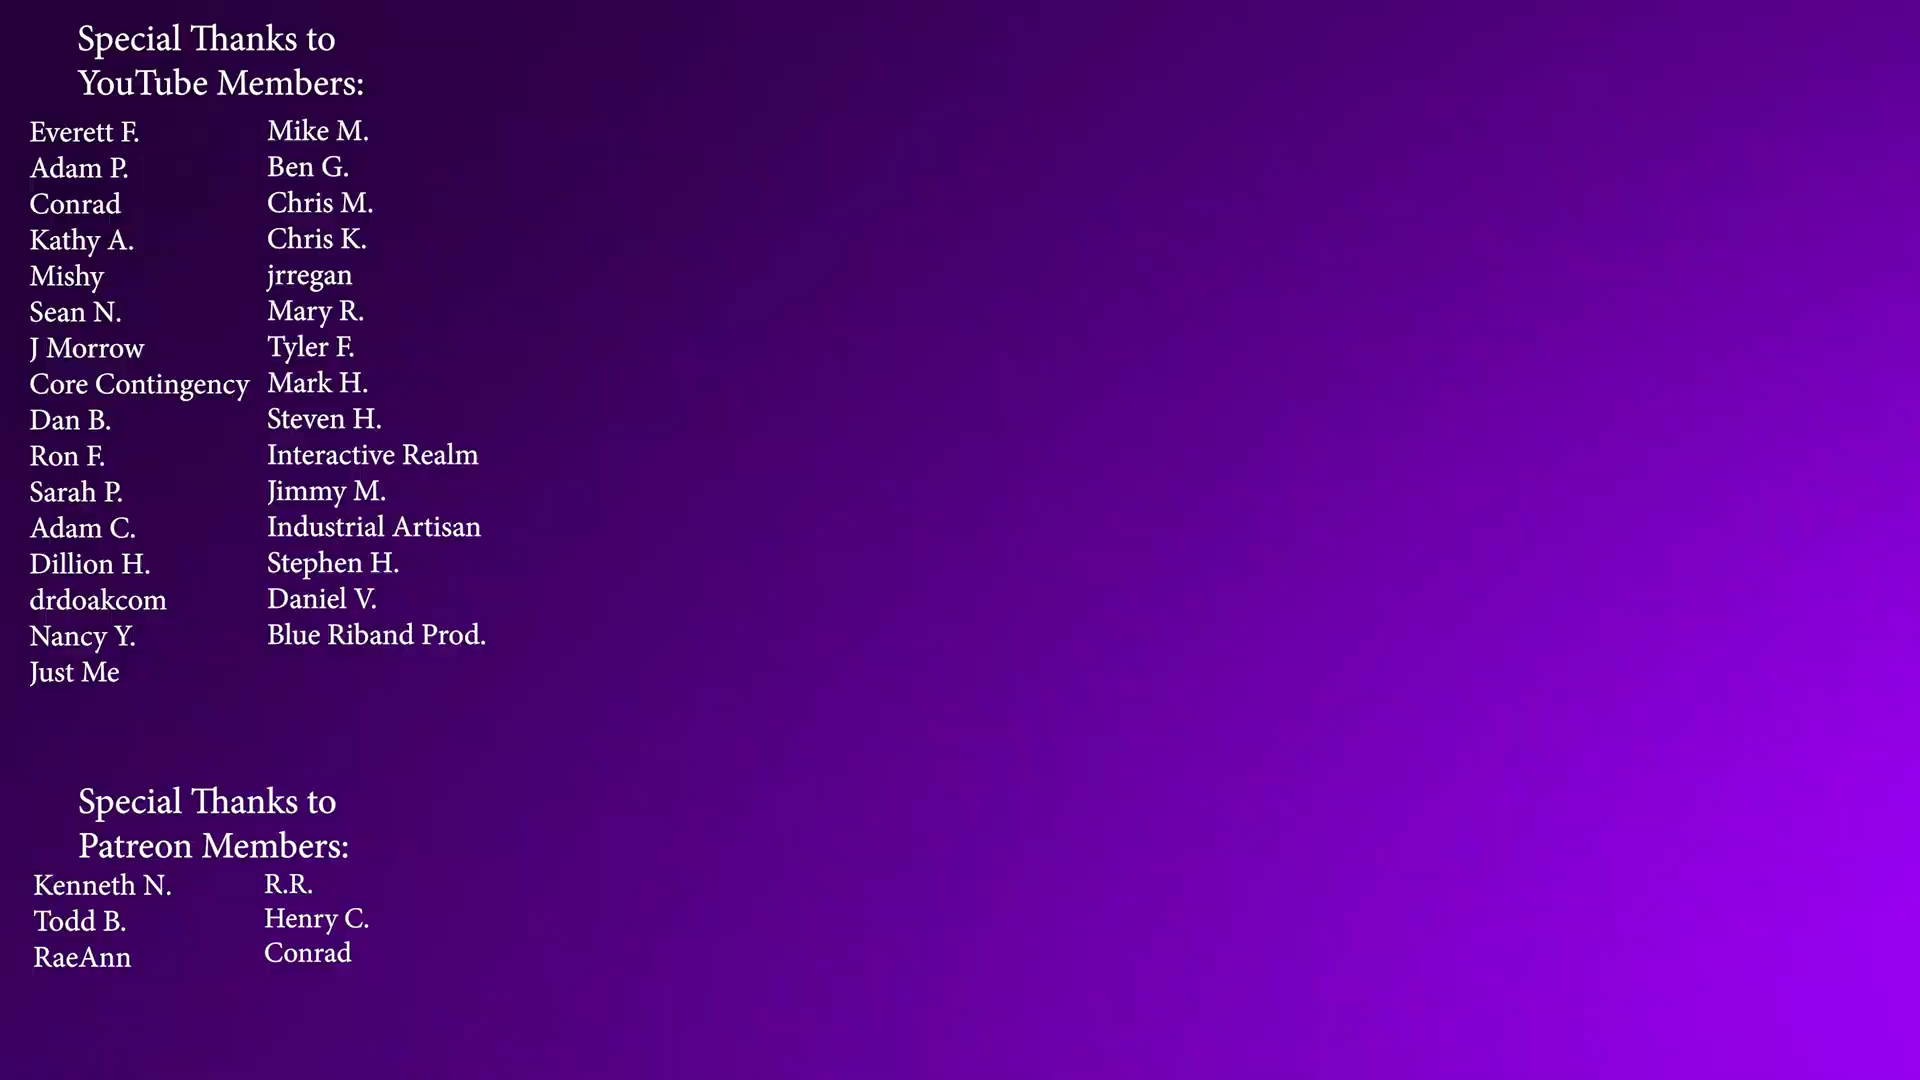 Special Thanks to
YouTube Members:
Everett F.
Adam P.
Conrad
Kathy A.
Mishy
Sean N.
J Morrow
Core Contingency
Dan B.
Ron F.
Sarah P.
Adam C.
Dillion H.
drdoakcom
Nancy Y.
Just Me
Mike M.
Ben G.
Chris M.
Chris K.
jrregan
Mary R.
Tyler F.
Mark H.
Steven H.
Interactive Realm
Jimmy M.
Industrial Artisan
Stephen H.
Daniel V.
Blue Riband Prod.
Special Thanks to
Patreon Members:
Kenneth N.
Todd B.
RaeAnn
R.R.
Henry C.
Conrad